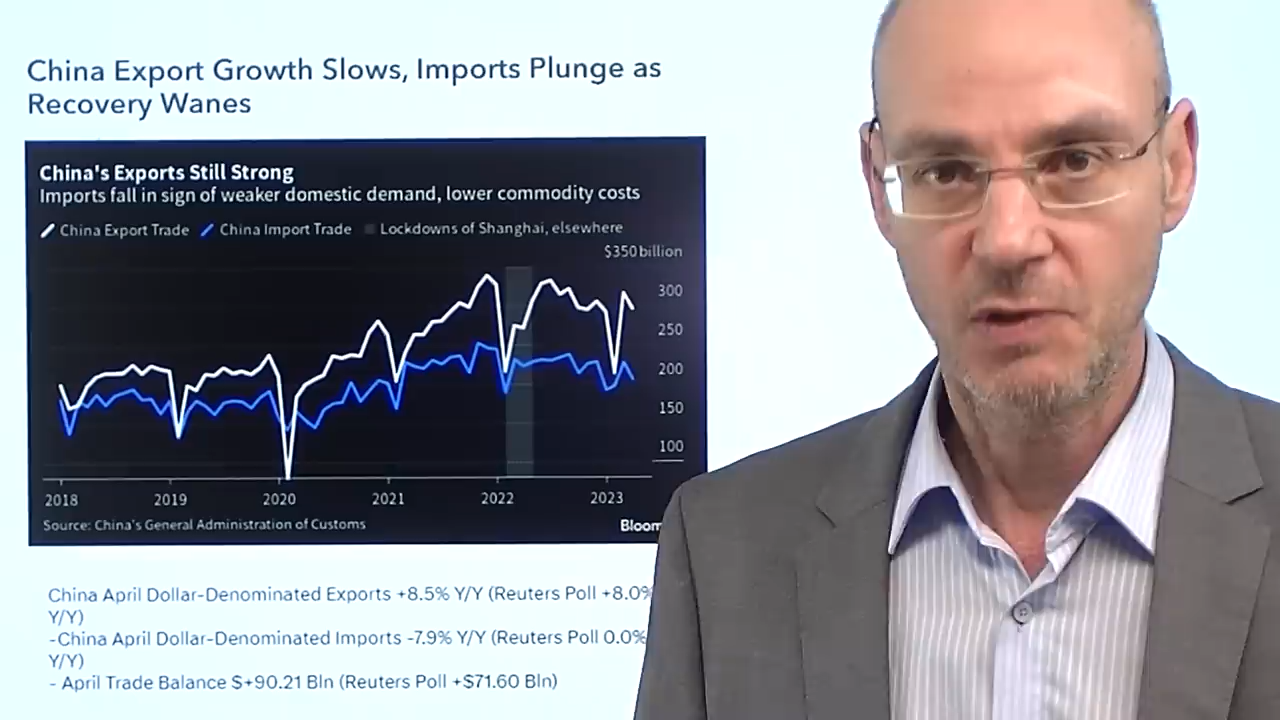 China Export Growth Slows, Imports Plunge as
Recovery Wanes
China's Exports Still Strong
Imports fall in sign of weaker domestic demand, lower commodity costs
China Export Trade China Import Trade Lockdowns of Shanghai, elsewhere
$350billion
300
250
200
150
100
2018 2019 2020 2021 2022 2023
Source: China's General Administration of Customs
Bloom
China April Dollar-Denominated Exports +8.5% Y/Y (Reuters Poll +8.0%
Y/Y)
-China April Dollar-Denominated Imports -7.9% Y/Y (Reuters Poll 0.0%
Y/Y)
- April Trade Balance $+90.21 Bln (Reuters Poll +$71.60 Bln)